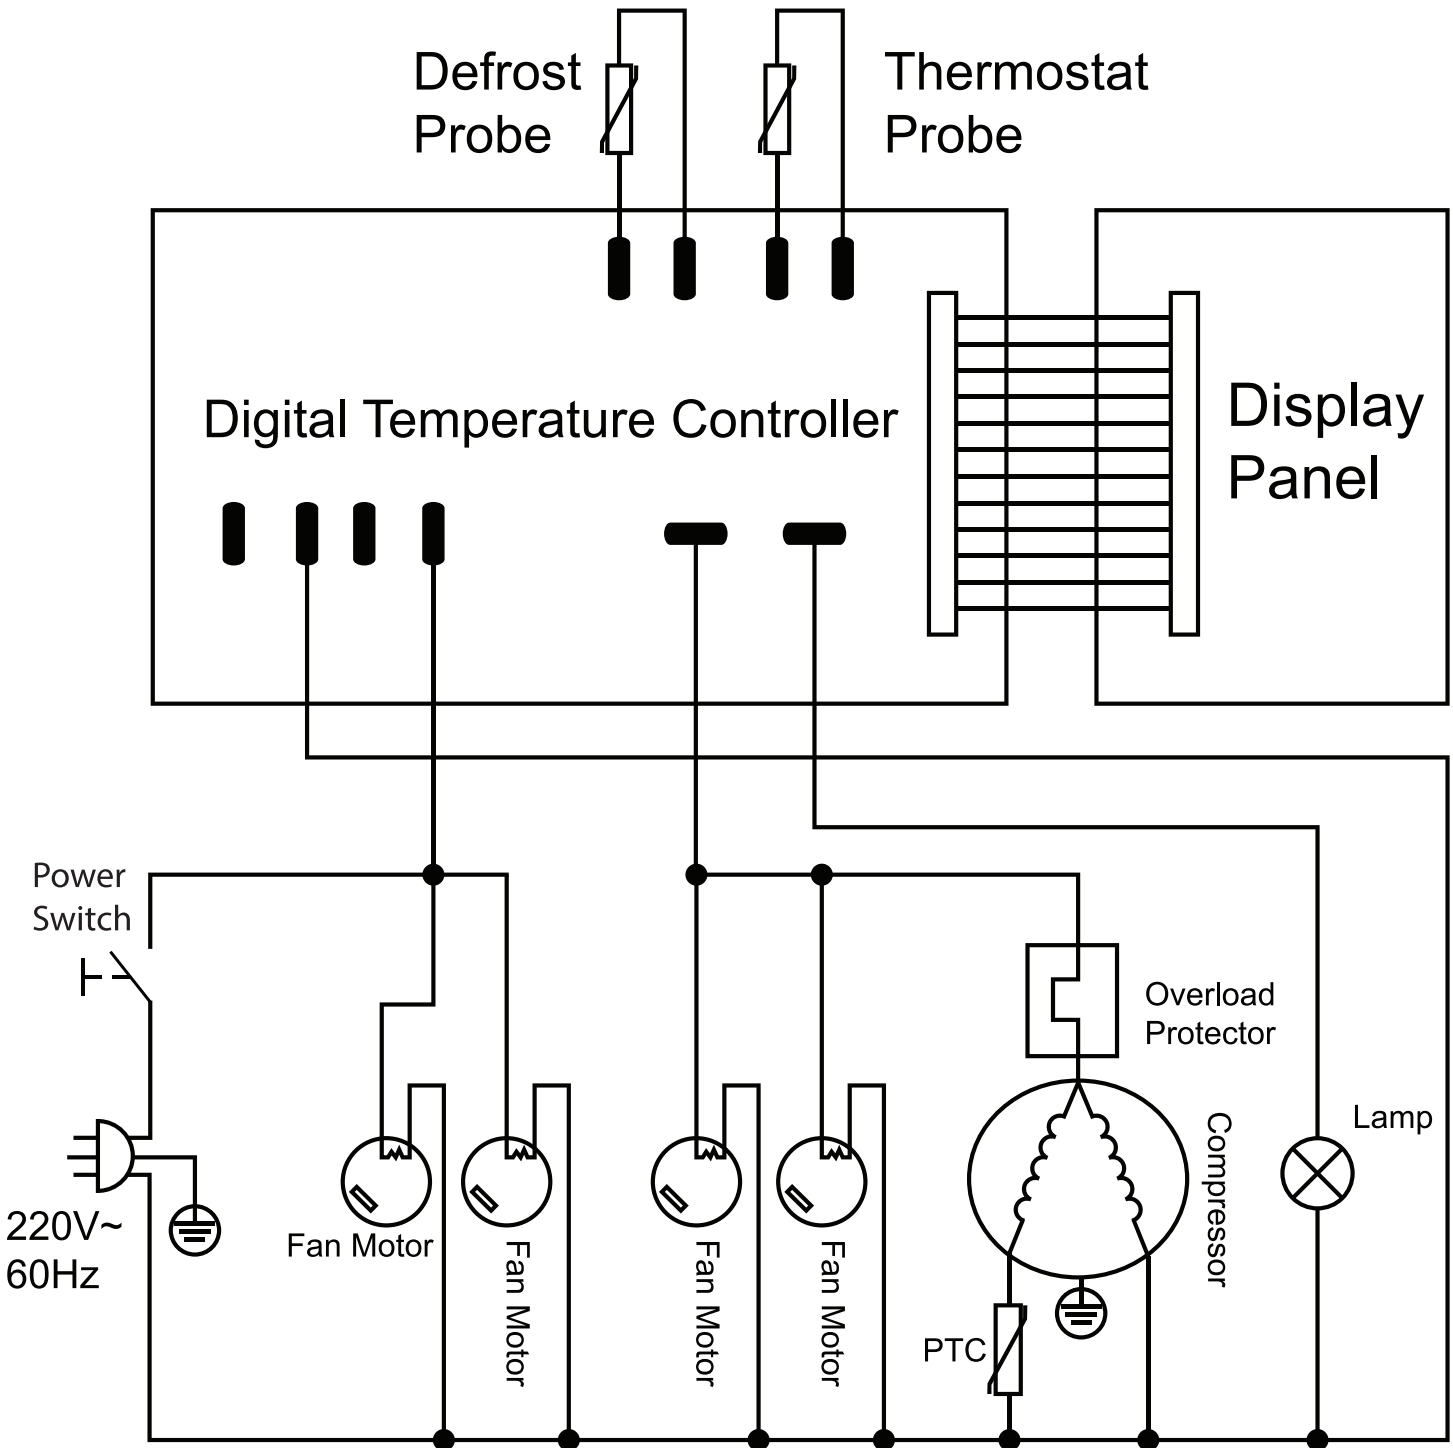 Defrost
Probe
Thermostat
Probe
Digital Temperature Controller
Display
Panel
Power
Switch
Overload
Protector
Lamp
Compressor
220V~
60Hz
Fan Motor
Fan Motor
Fan Motor
Fan Motor
PTC